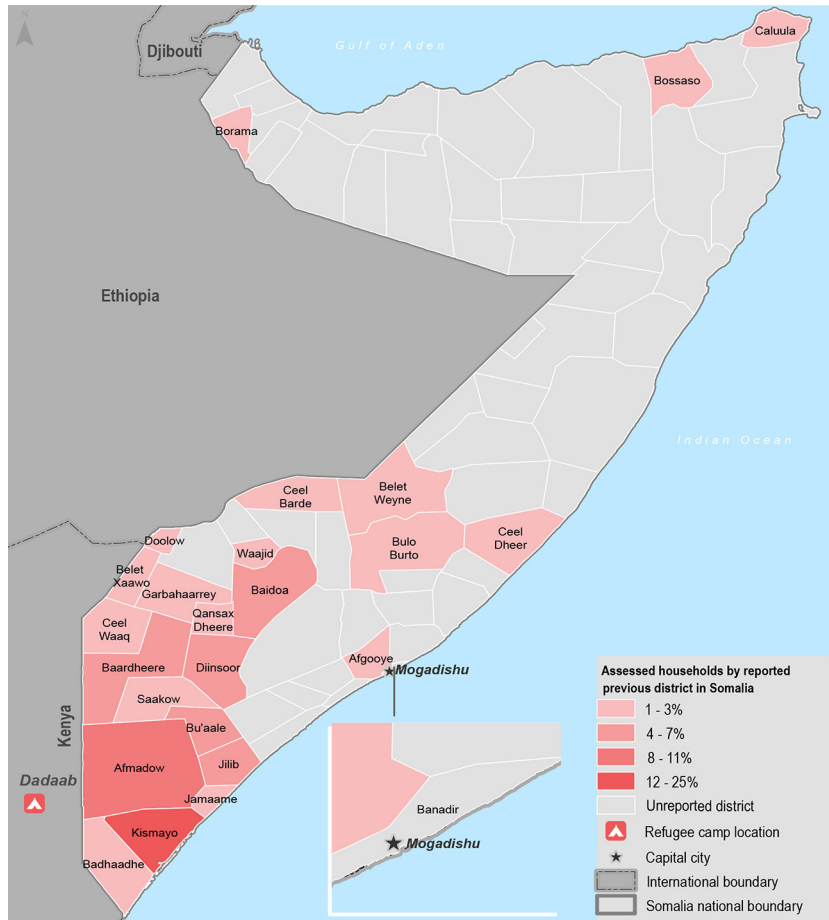 N
Djibouti
Gulf of Aden
Caluula
Bossaso
Borama
Ethiopia
Indian Ocean
Ceel
Barde
Belet
Weyne
Doolow
Waajid
Bulo
Burto
Ceel
Dheer
Belet
Xaawo
Garbahaarrey
Baidoa
Qansax
Dheere
Ceel
Waaq
Afgooye
Mogadishu
Baardheere
Diinsoor
Saakow
Kenya
Bu'aale
Afmadow
Jilib
Dadaab
Jamaame
Kismayo
Badhaadhe
Banadir
Mogadishu
Assessed households by reported
previous district in Somalia
1 - 3%
4 - 7%
8 - 11%
12 - 25%
Unreported district
Refugee camp location
Capital city
International boundary
Somalia national boundary